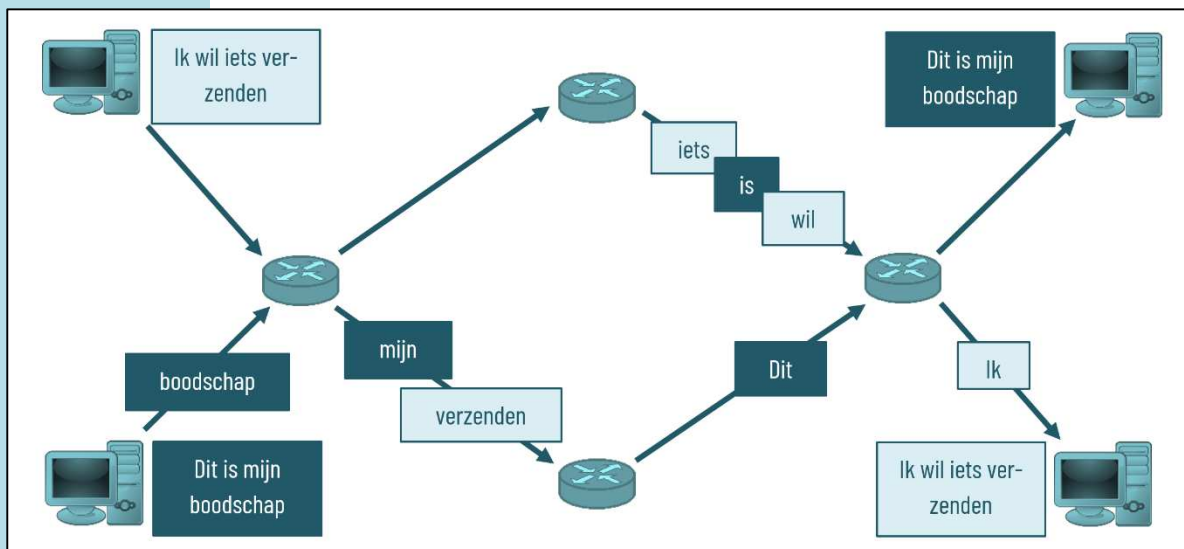 Ik wil iets ver-
zenden
Dit is mijn
boodschap
iets
is
wil
mijn
verzenden
boodschap
Dit
Ik
Dit is mijn
boodschap
Ik wil iets ver-
zenden